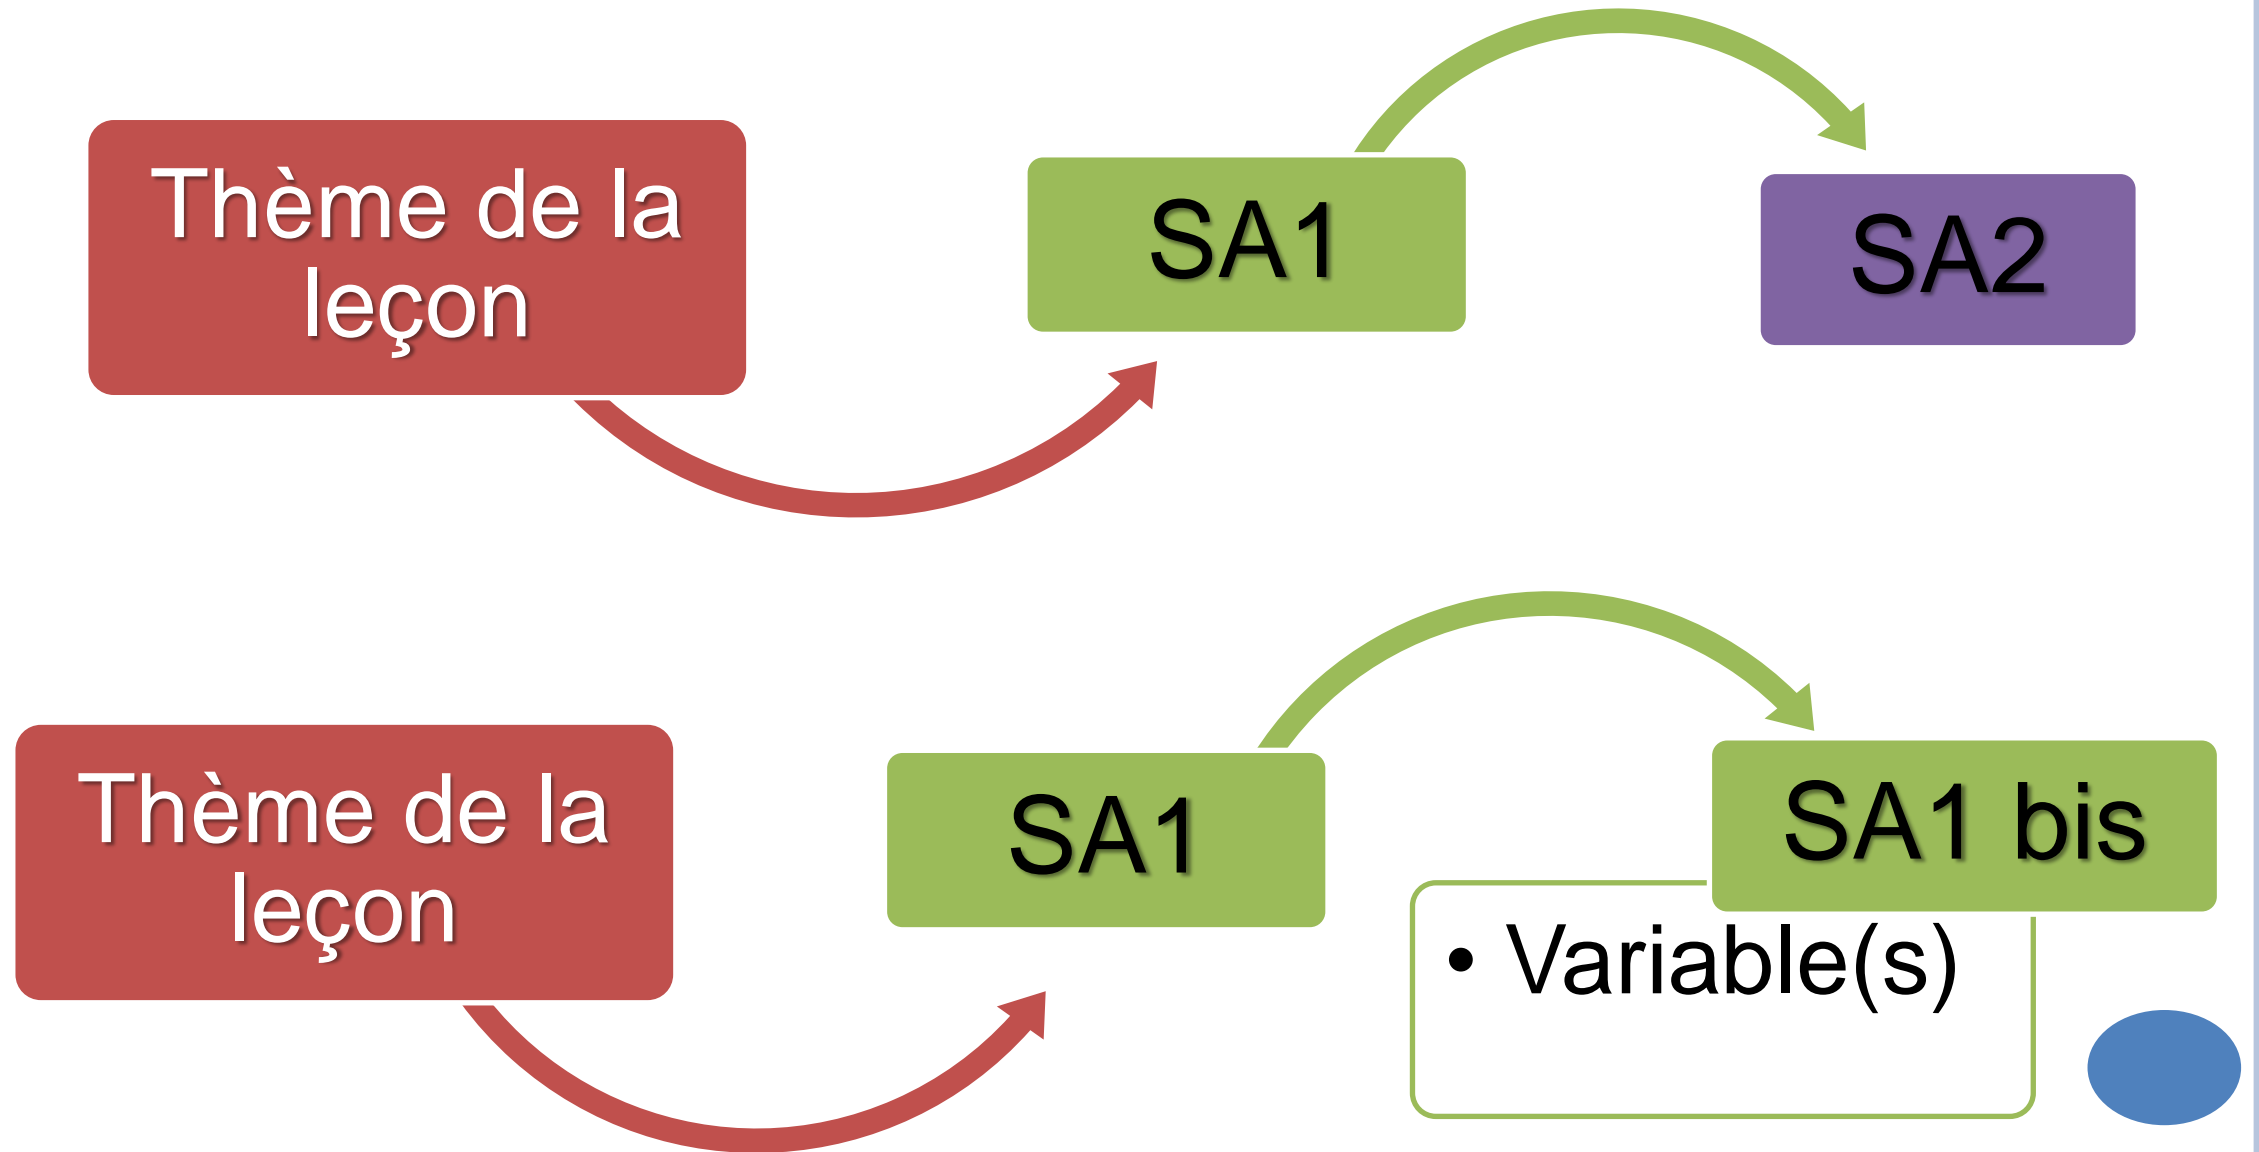 Thème de la
leçon
SA1
SA2
Thème de la
leçon
SA1
SA1 bis
• Variable(s)